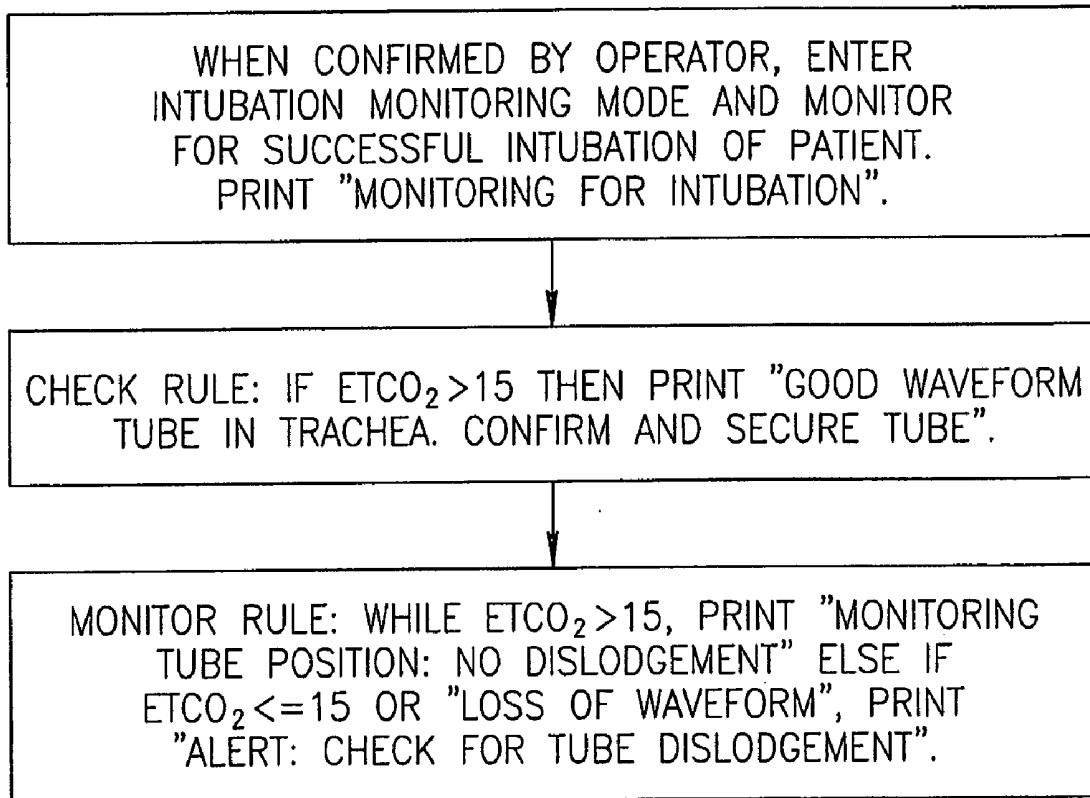 WHEN CONFIRMED BY OPERATOR, ENTER
INTUBATION MONITORING MODE AND MONITOR
FOR SUCCESSFUL INTUBATION OF PATIENT.
PRINT "MONITORING FOR INTUBATION".
CHECK RULE: IF ETCO₂>15 THEN PRINT "GOOD WAVEFORM
TUBE IN TRACHEA. CONFIRM AND SECURE TUBE".
MONITOR RULE: WHILE ETCO₂>15, PRINT "MONITORING
TUBE POSITION: NO DISLODGEMENT" ELSE IF
ETCO₂<=15 OR "LOSS OF WAVEFORM", PRINT
"ALERT: CHECK FOR TUBE DISLODGEMENT".